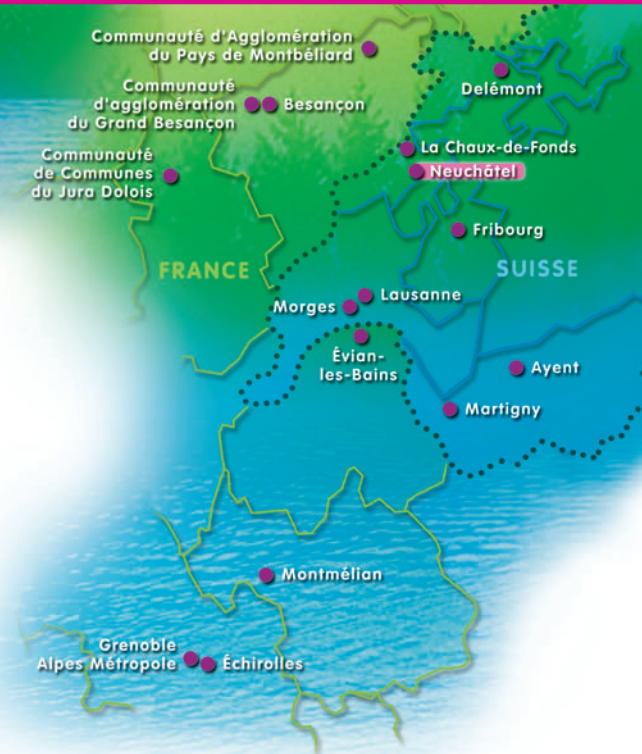 Communauté d'Agglomération
du Pays de Montbéliard
Delémont
Communauté
d'agglomération
du Grand Besançon
Besançon
La Chaux-de-Fonds
Communauté
de Communes
du Jura Dolois
Neuchâtel
Fribourg
FRANCE
SUISSE
Lausanne
Morges
Évian-
les-Bains
Ayent
Martigny
Montmélian
Grenoble
Alpes Métropole
Échirolles